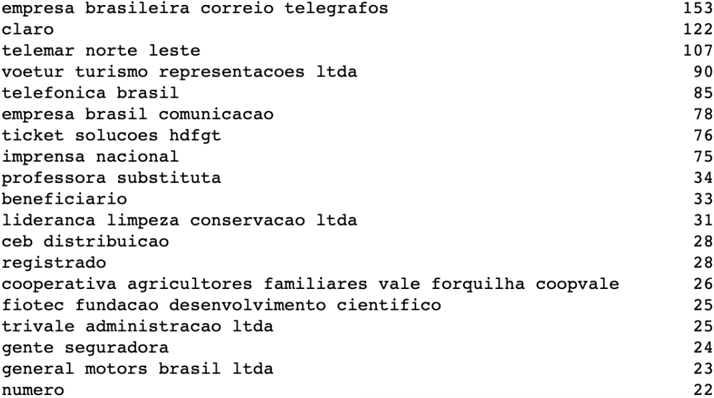 empresa brasileira correio telegrafos 153
claro 122
telemar norte leste 107
voetur turismo representacoes ltda 90
telefonica brasil 85
empresa brasil comunicacao 78
ticket solucoes hdfgt 76
imprensa nacional 75
professora substituta 34
beneficiario 33
lideranca limpeza conservacao ltda 31
ceb distribuicao 28
registrado 28
cooperativa agricultores familiares vale forquilha coopvale 26
fiotec fundacao desenvolvimento cientifico 25
trivale administracao ltda 25
gente seguradora 24
general motors brasil ltda 23
numero 22